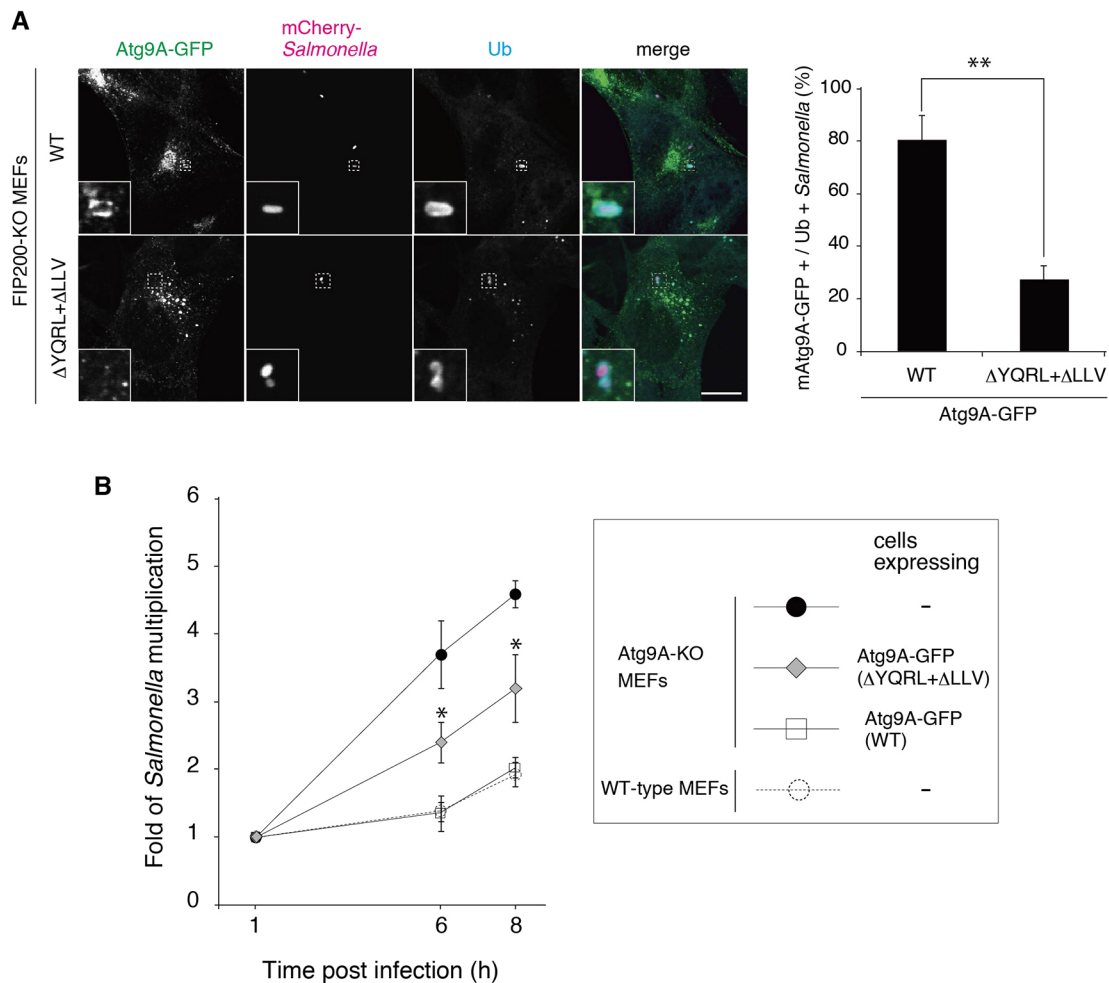 A
Atg9A-GFP
mCherry-
Salmonella
Ub
merge
FIP200-KO MEFs
WT
ΔYQRL+ΔLLV
mAtg9A-GFP + / Ub + Salmonella (%)
100
80
60
40
20
0
**
WT
ΔYQRL+ΔLLV
Atg9A-GFP
B
Fold of Salmonella multiplication
6
5
4
3
2
1
0
*
*
1
6
8
Time post infection (h)
cells
expressing
Atg9A-KO
MEFs
–
Atg9A-GFP
(ΔYQRL+ΔLLV)
Atg9A-GFP
(WT)
WT-type MEFs
–